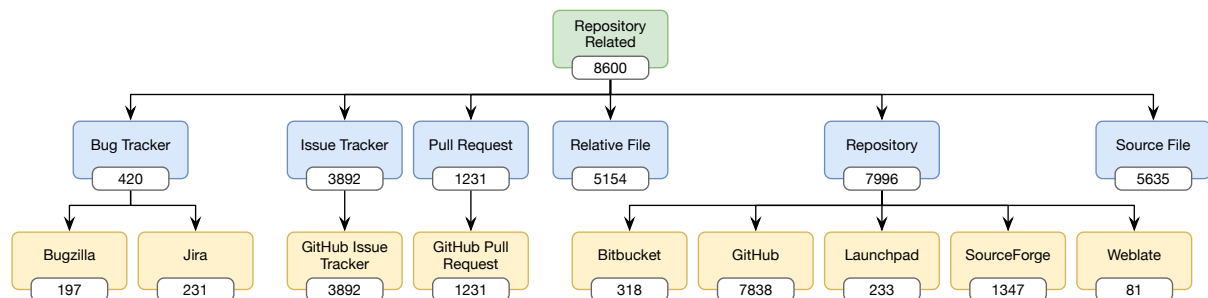 Repository
Related
8600
Bug Tracker
420
Issue Tracker
3892
Pull Request
1231
Relative File
5154
Repository
7996
Source File
5635
Bugzilla
197
Jira
231
GitHub Issue
Tracker
3892
GitHub Pull
Request
1231
Bitbucket
318
GitHub
7838
Launchpad
233
SourceForge
1347
Weblate
81